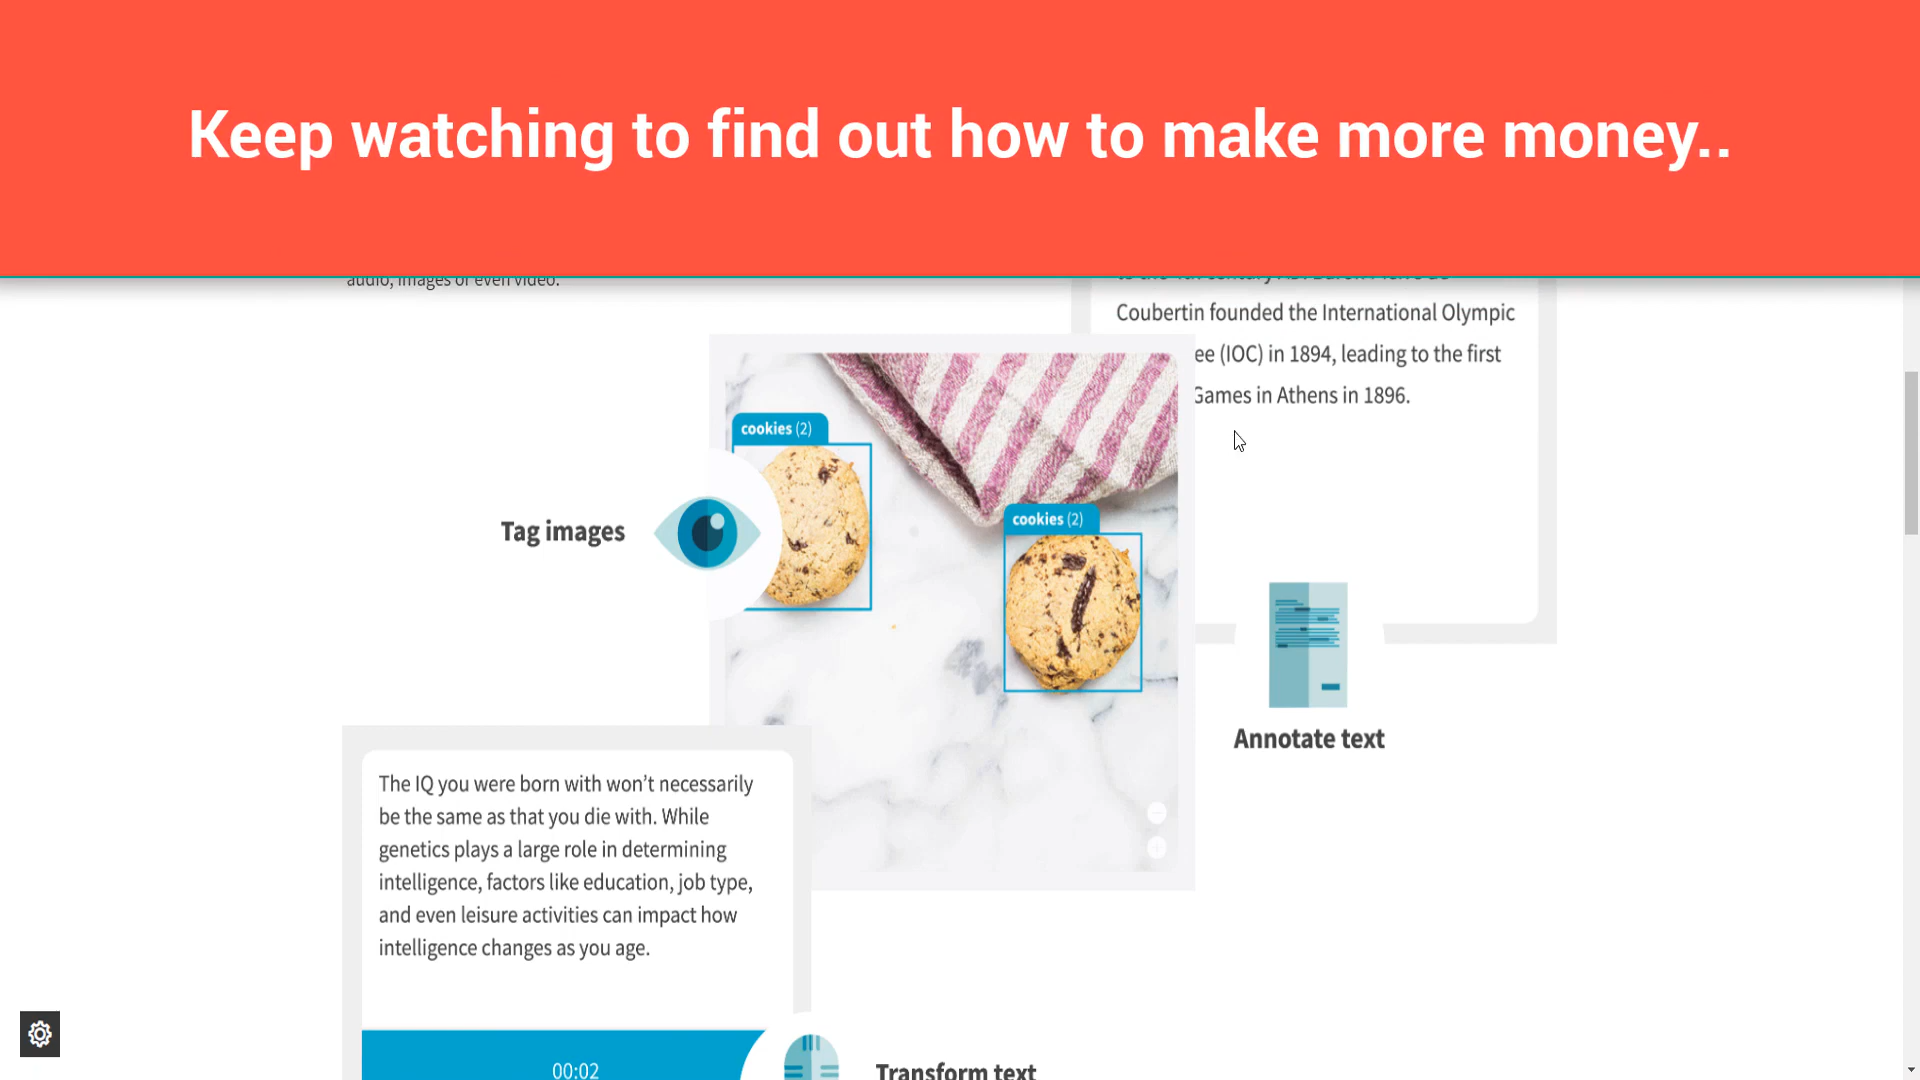 Keep watching to find out how to make more money..
audio, images or even video.
Coubertin founded the International Olympic
ee (IOC) in 1894, leading to the first
Games in Athens in 1896.
cookies (2)
cookies (2)
Tag images
Annotate text
The IQ you were born with won’t necessarily
be the same as that you die with. While
genetics plays a large role in determining
intelligence, factors like education, job type,
and even leisure activities can impact how
intelligence changes as you age.
00:02
Transform text